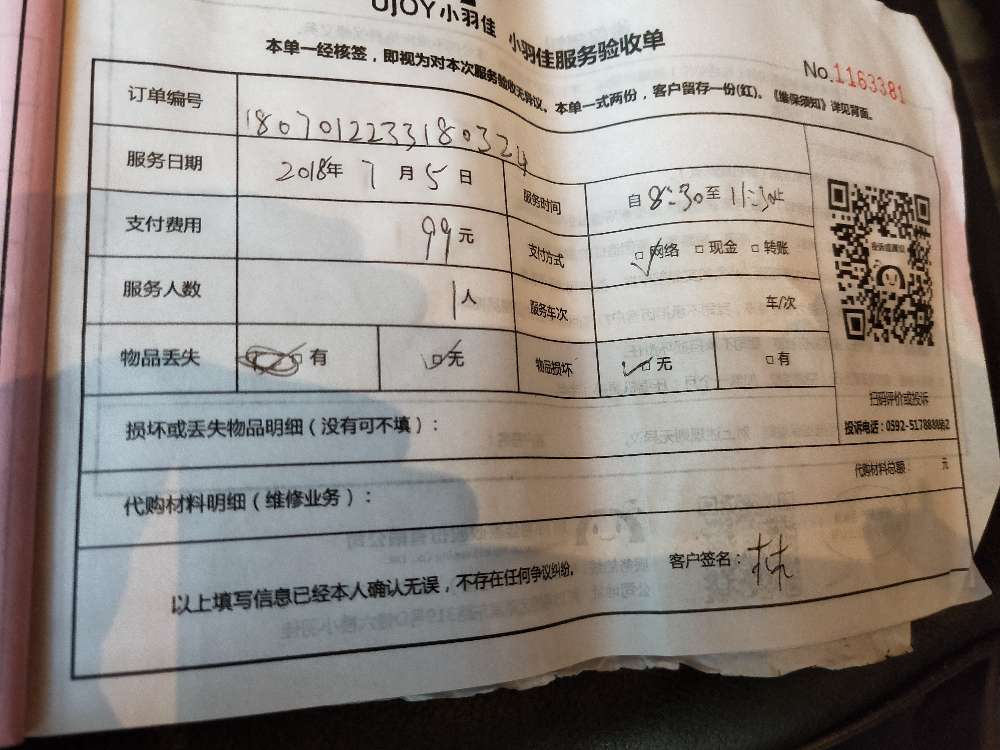 UJOY小羽佳 小羽佳服务验收单
No.1163381
本单一经核签，即视为对本次服务验收无异议。本单一式两份，客户留存一份(红)。《维保须知》详见背面。
订单编号 1807012233180324
服务日期 2018年 7 月 5 日 服务时间 自 8:30 至 11:30
支付费用 99 元 支付方式 □网络 □现金 □转账
服务人数 1 人 服务车次 车/次
物品丢失 □有 □无 物品损坏 □无 □有
扫码评价或投诉
投诉电话：0592-5178888
损坏或丢失物品明细（没有可不填）：
代购材料总额： 元
代购材料明细（维修业务）：
以上填写信息已经本人确认无误，不存在任何争议纠纷。 客户签名：林